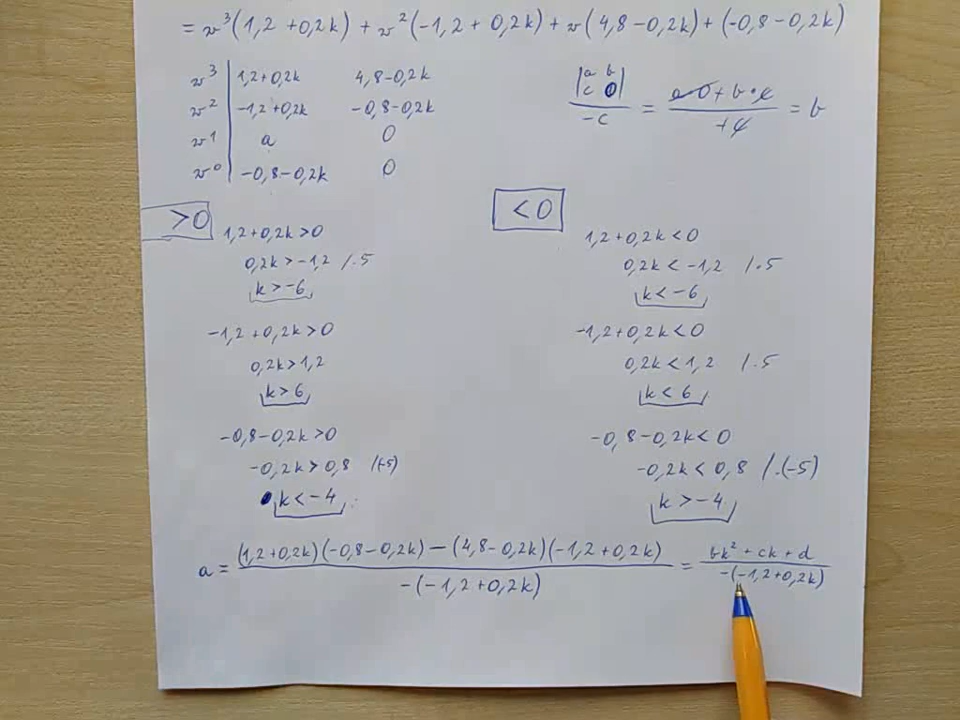 = w³(1,2 +0,2k) + w²(-1,2 + 0,2k) + w(4,8-0,2k) + (-0,8-0,2k)
w³ | 1,2+0,2k 4,8-0,2k
w² | -1,2+0,2k -0,8-0,2k
w¹ | a 0
w⁰ | -0,8-0,2k 0
|a b|
|c 0|
/ -c = a·0+b·c / +c = b
>0
1,2+0,2k>0
0,2k>-1,2 /·5
k>-6
-1,2+0,2k>0
0,2k>1,2
k>6
-0,8-0,2k>0
-0,2k>0,8 /(-5)
k<-4
<0
1,2+0,2k<0
0,2k<-1,2 /·5
k<-6
-1,2+0,2k<0
0,2k<1,2 /·5
k<6
-0,8-0,2k<0
-0,2k<0,8 /·(-5)
k>-4
a = (1,2+0,2k)(-0,8-0,2k) - (4,8-0,2k)(-1,2+0,2k) / -(-1,2+0,2k) = bk² + ck + d / -(-1,2+0,2k)